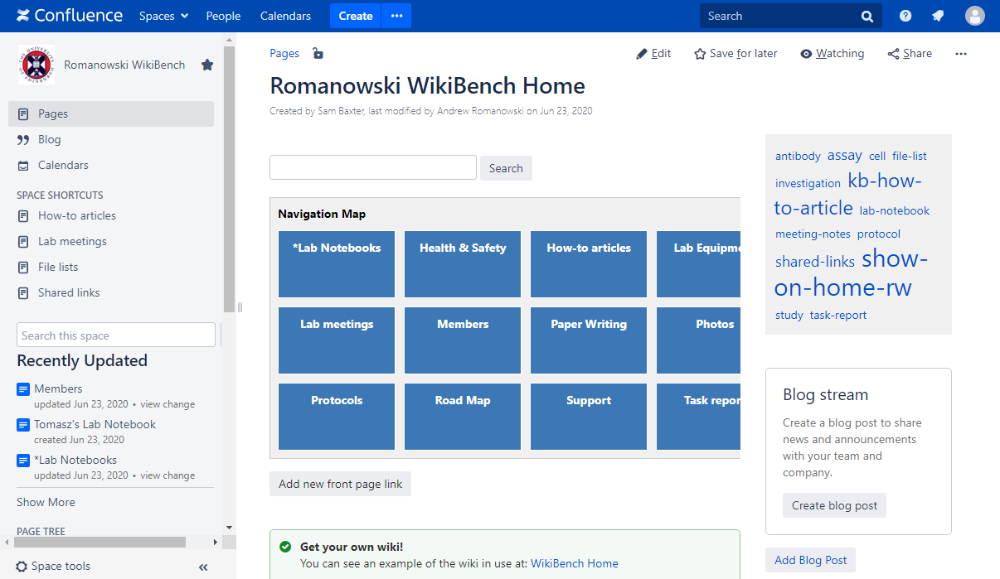 Confluence Spaces People Calendars Create ••• Search
THE UNIVERSITY OF EDINBURGH
Romanowski WikiBench
Pages
Blog
Calendars
SPACE SHORTCUTS
How-to articles
Lab meetings
File lists
Shared links
Search this space
Recently Updated
Members
updated Jun 23, 2020 • view change
Tomasz's Lab Notebook
created Jun 23, 2020
*Lab Notebooks
updated Jun 23, 2020 • view change
Show More
PAGE TREE
Space tools
Pages
Edit Save for later Watching Share •••
Romanowski WikiBench Home
Created by Sam Baxter, last modified by Andrew Romanowski on Jun 23, 2020
Search
Navigation Map
*Lab Notebooks Health & Safety How-to articles Lab Equipme
Lab meetings Members Paper Writing Photos
Protocols Road Map Support Task repor
Add new front page link
Get your own wiki!
You can see an example of the wiki in use at: WikiBench Home
antibody assay cell file-list
investigation kb-how-
to-article lab-notebook
meeting-notes protocol
shared-links show-
on-home-rw
study task-report
Blog stream
Create a blog post to share
news and announcements
with your team and
company.
Create blog post
Add Blog Post